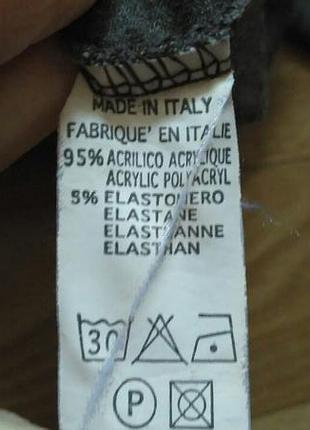 MADE IN ITALY
FABRIQUE' EN ITALIE
95% ACRILICO ACRYLIQUE
ACRYLIC POLYACRYL
5% ELASTOMERO
ELASTANE
ELASTHANNE
ELASTHAN
30
P